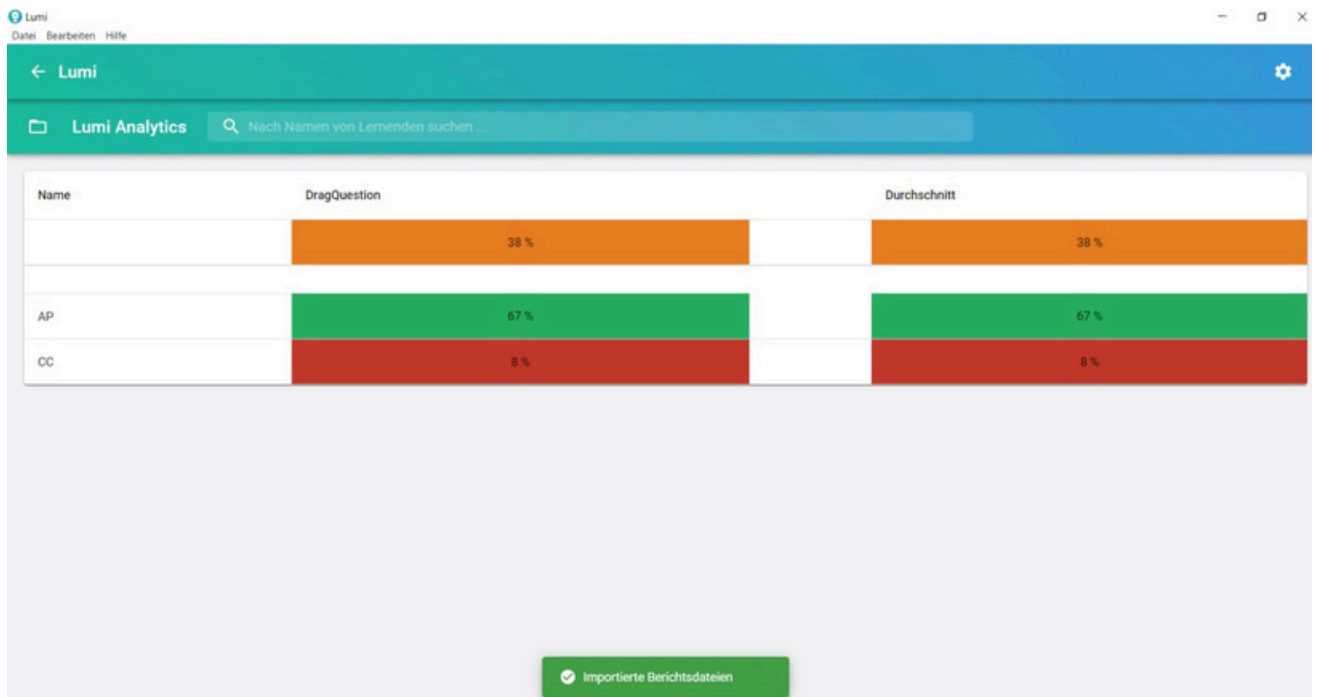 Lumi
Datei Bearbeiten Hilfe
Lumi
Lumi Analytics Nach Namen von Lernenden suchen ...
Name DragQuestion Durchschnitt
38 % 38 %
AP 67 % 67 %
CC 8 % 8 %
Importierte Berichtsdateien